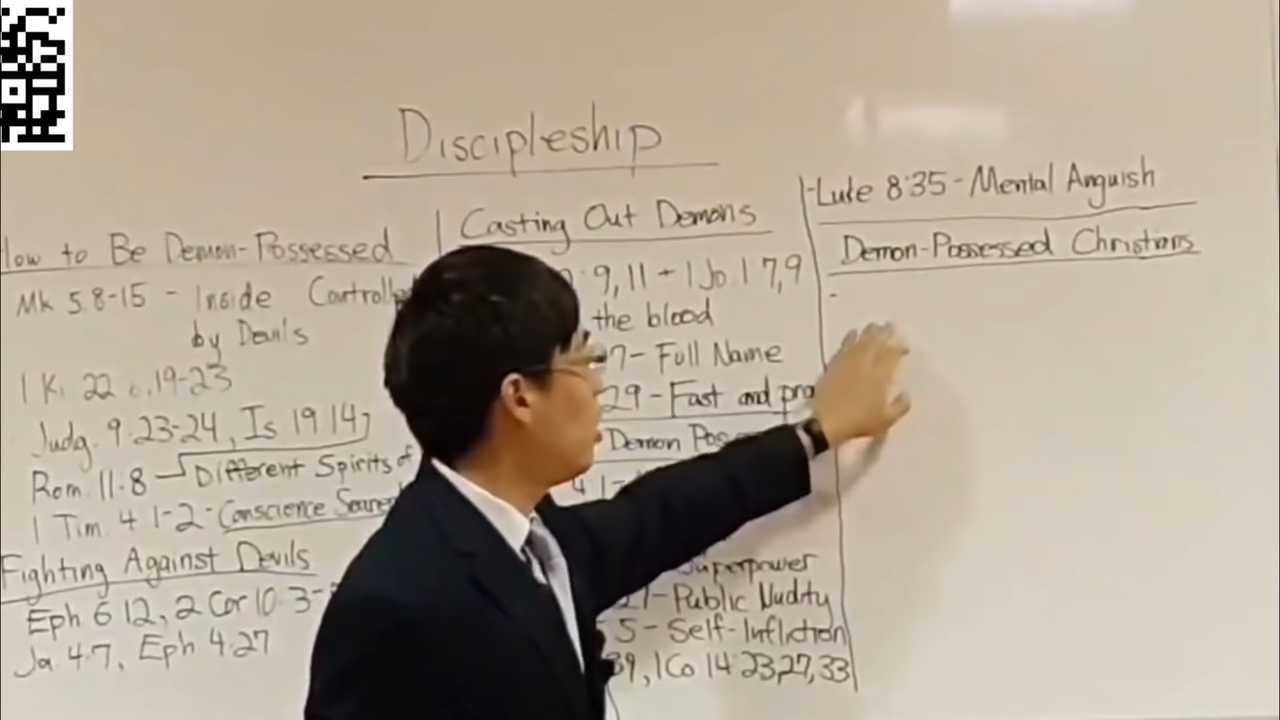 Discipleship
How to Be Demon-Possessed
Mk 5:8-15 - Inside Controlled
by Devils
1 Ki. 22 19-23
Judg. 9:23-24, Is 19 14
Rom. 11:8 Different Spirits of
1 Tim. 4 1-2 - Conscience Seared
Fighting Against Devils
Eph 6 12, 2 Cor 10 3-
Ja. 4:7, Eph 4:27
Casting Out Demons
9, 11 + 1 Jo. 1 7,9
the blood
- Full Name
29 - Fast and pra
Demon Pos
4 1-
Superpower
27 - Public Nudity
5 - Self-Infliction
39, 1 Co 14:23,27,33
- Luke 8:35 - Mental Anguish
Demon-Possessed Christians
-